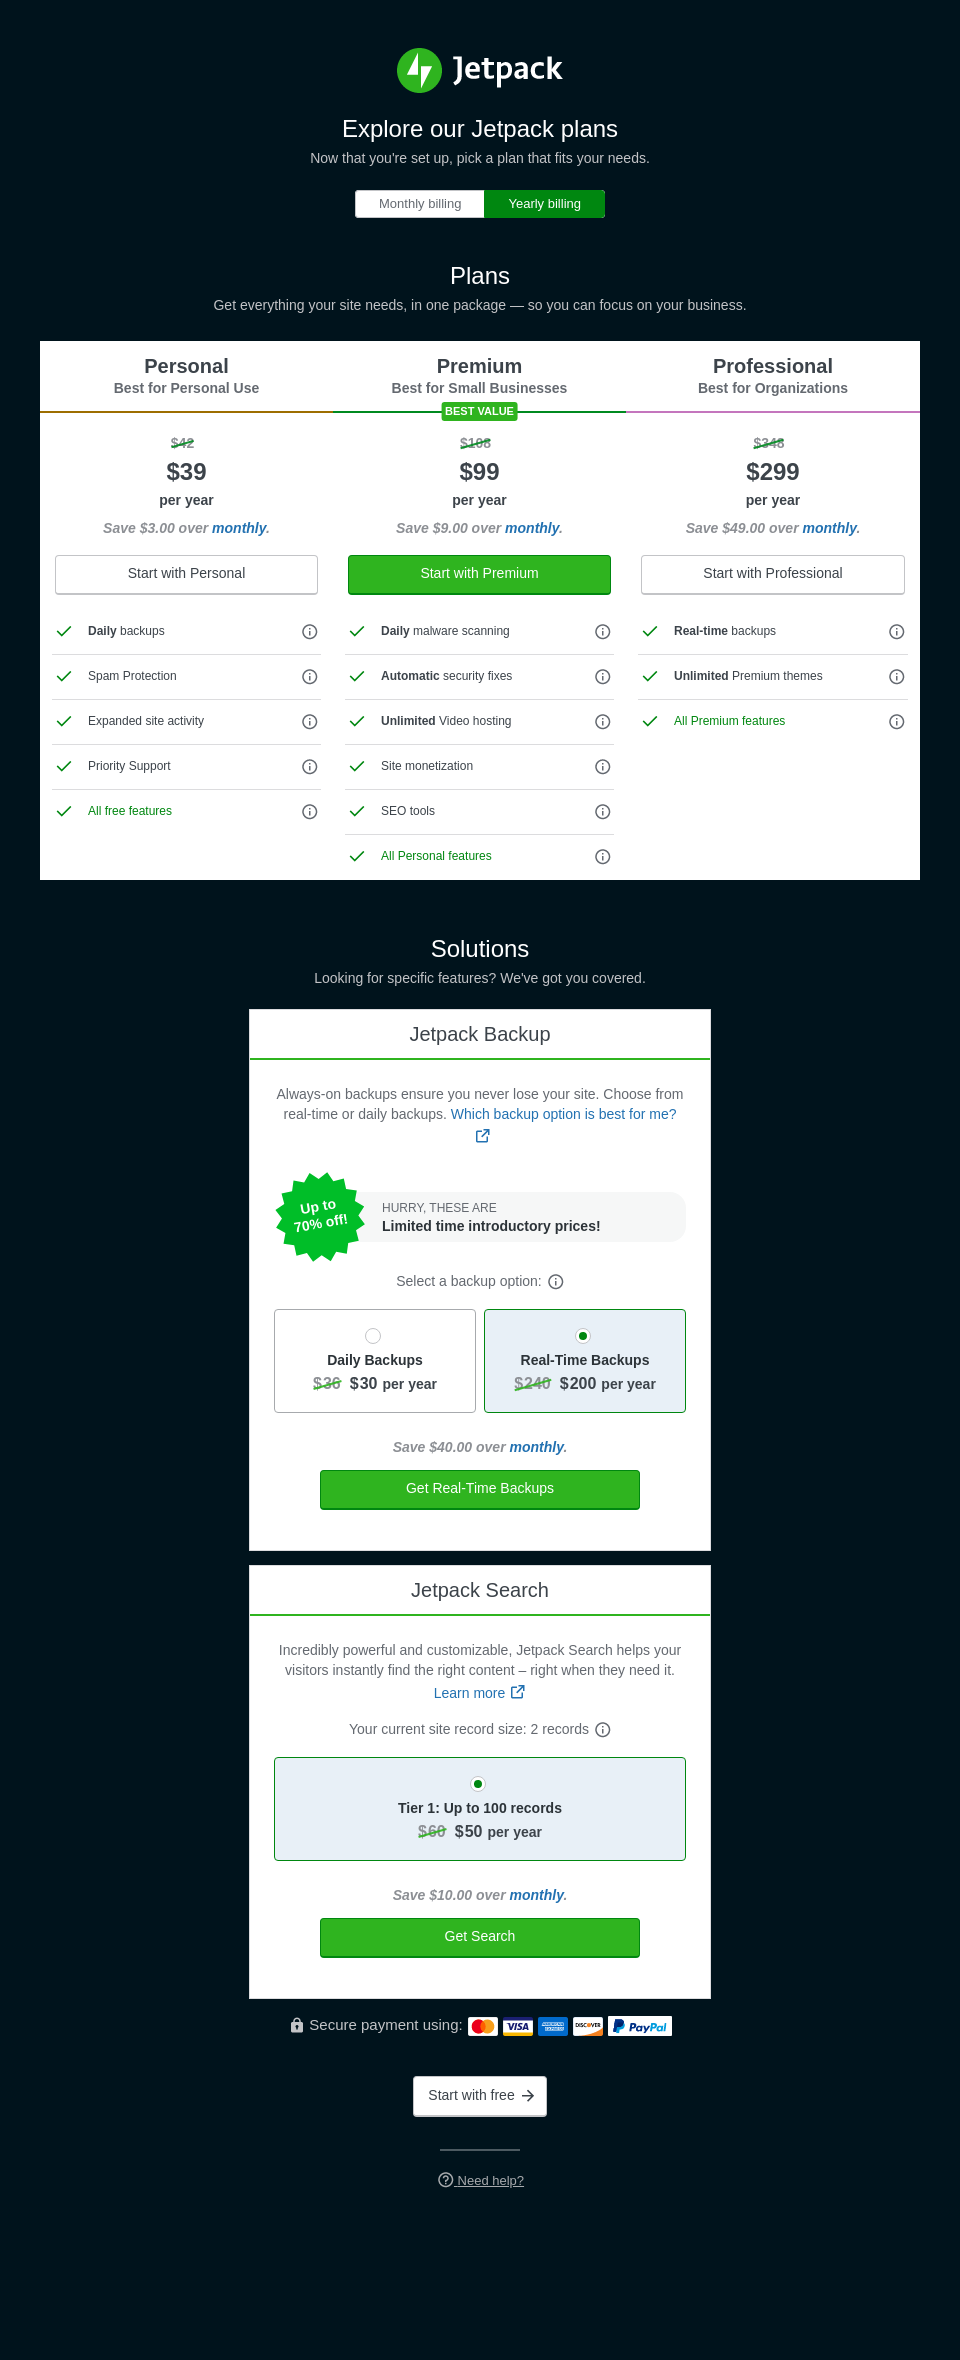 Jetpack
Explore our Jetpack plans
Now that you're set up, pick a plan that fits your needs.
Monthly billing
Yearly billing
Plans
Get everything your site needs, in one package — so you can focus on your business.
Personal
Best for Personal Use
$42
$39
per year
Save $3.00 over monthly.
Start with Personal
Daily backups
Spam Protection
Expanded site activity
Priority Support
All free features
Premium
Best for Small Businesses
BEST VALUE
$108
$99
per year
Save $9.00 over monthly.
Start with Premium
Daily malware scanning
Automatic security fixes
Unlimited Video hosting
Site monetization
SEO tools
All Personal features
Professional
Best for Organizations
$348
$299
per year
Save $49.00 over monthly.
Start with Professional
Real-time backups
Unlimited Premium themes
All Premium features
Solutions
Looking for specific features? We've got you covered.
Jetpack Backup
Always-on backups ensure you never lose your site. Choose from
real-time or daily backups. Which backup option is best for me?
Up to
70% off!
HURRY, THESE ARE
Limited time introductory prices!
Select a backup option:
Daily Backups
$36 $30 per year
Real-Time Backups
$240 $200 per year
Save $40.00 over monthly.
Get Real-Time Backups
Jetpack Search
Incredibly powerful and customizable, Jetpack Search helps your
visitors instantly find the right content – right when they need it.
Learn more
Your current site record size: 2 records
Tier 1: Up to 100 records
$60 $50 per year
Save $10.00 over monthly.
Get Search
Secure payment using: VISA AMERICAN EXPRESS DISCOVER PayPal
Start with free
Need help?